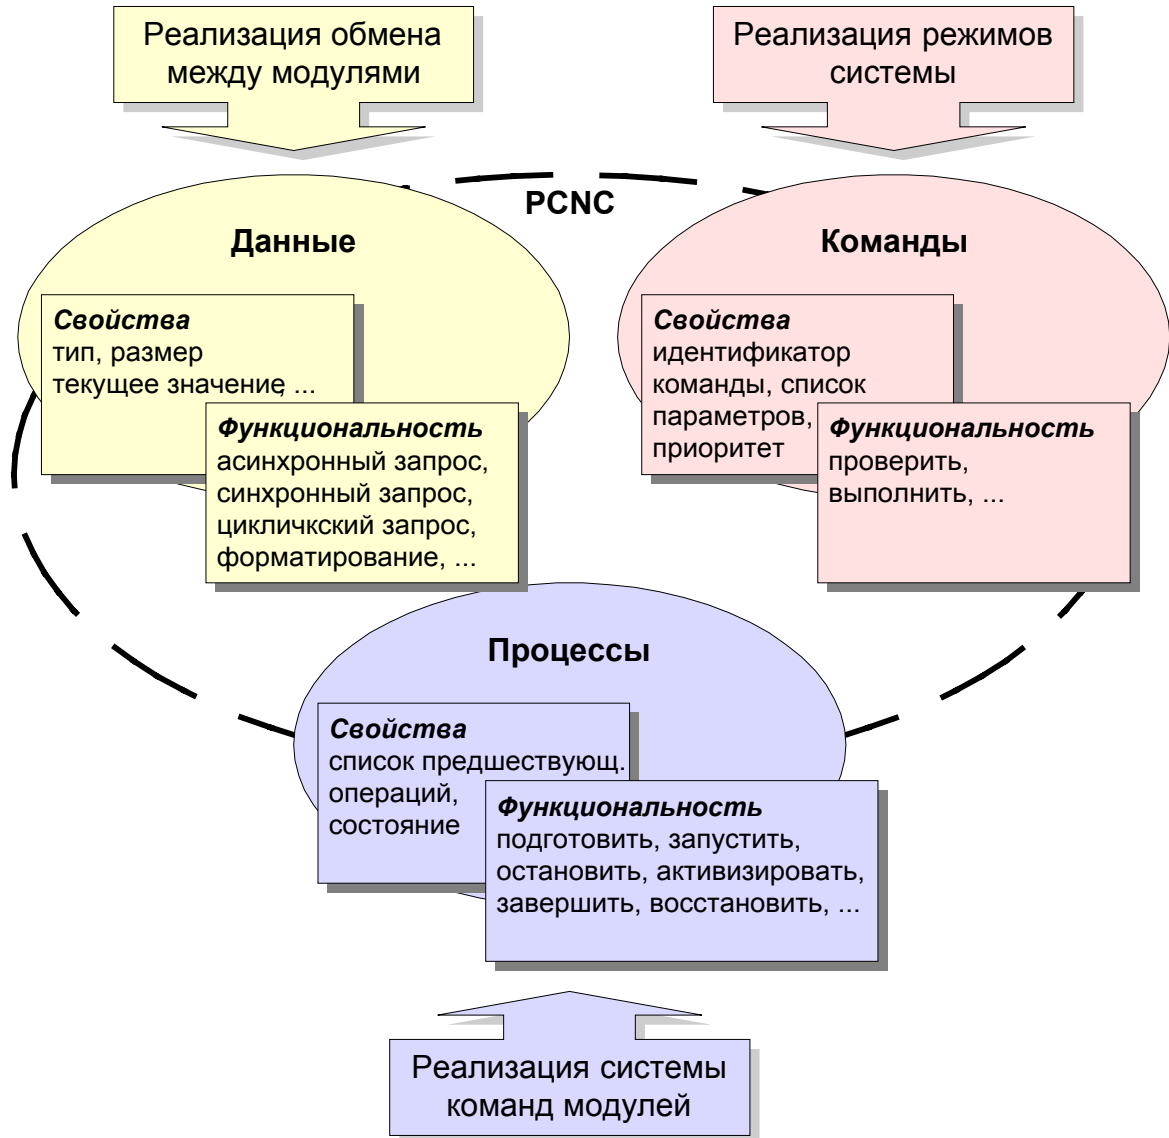 Реализация обмена
между модулями
Реализация режимов
системы
PCNC
Данные
Свойства
тип, размер
текущее значение, ...
Функциональность
асинхронный запрос,
синхронный запрос,
цикличкский запрос,
форматирование, ...
Команды
Свойства
идентификатор
команды, список
параметров,
приоритет
Функциональность
проверить,
выполнить, ...
Процессы
Свойства
список предшествующ.
операций,
состояние
Функциональность
подготовить, запустить,
остановить, активизировать,
завершить, восстановить, ...
Реализация системы
команд модулей